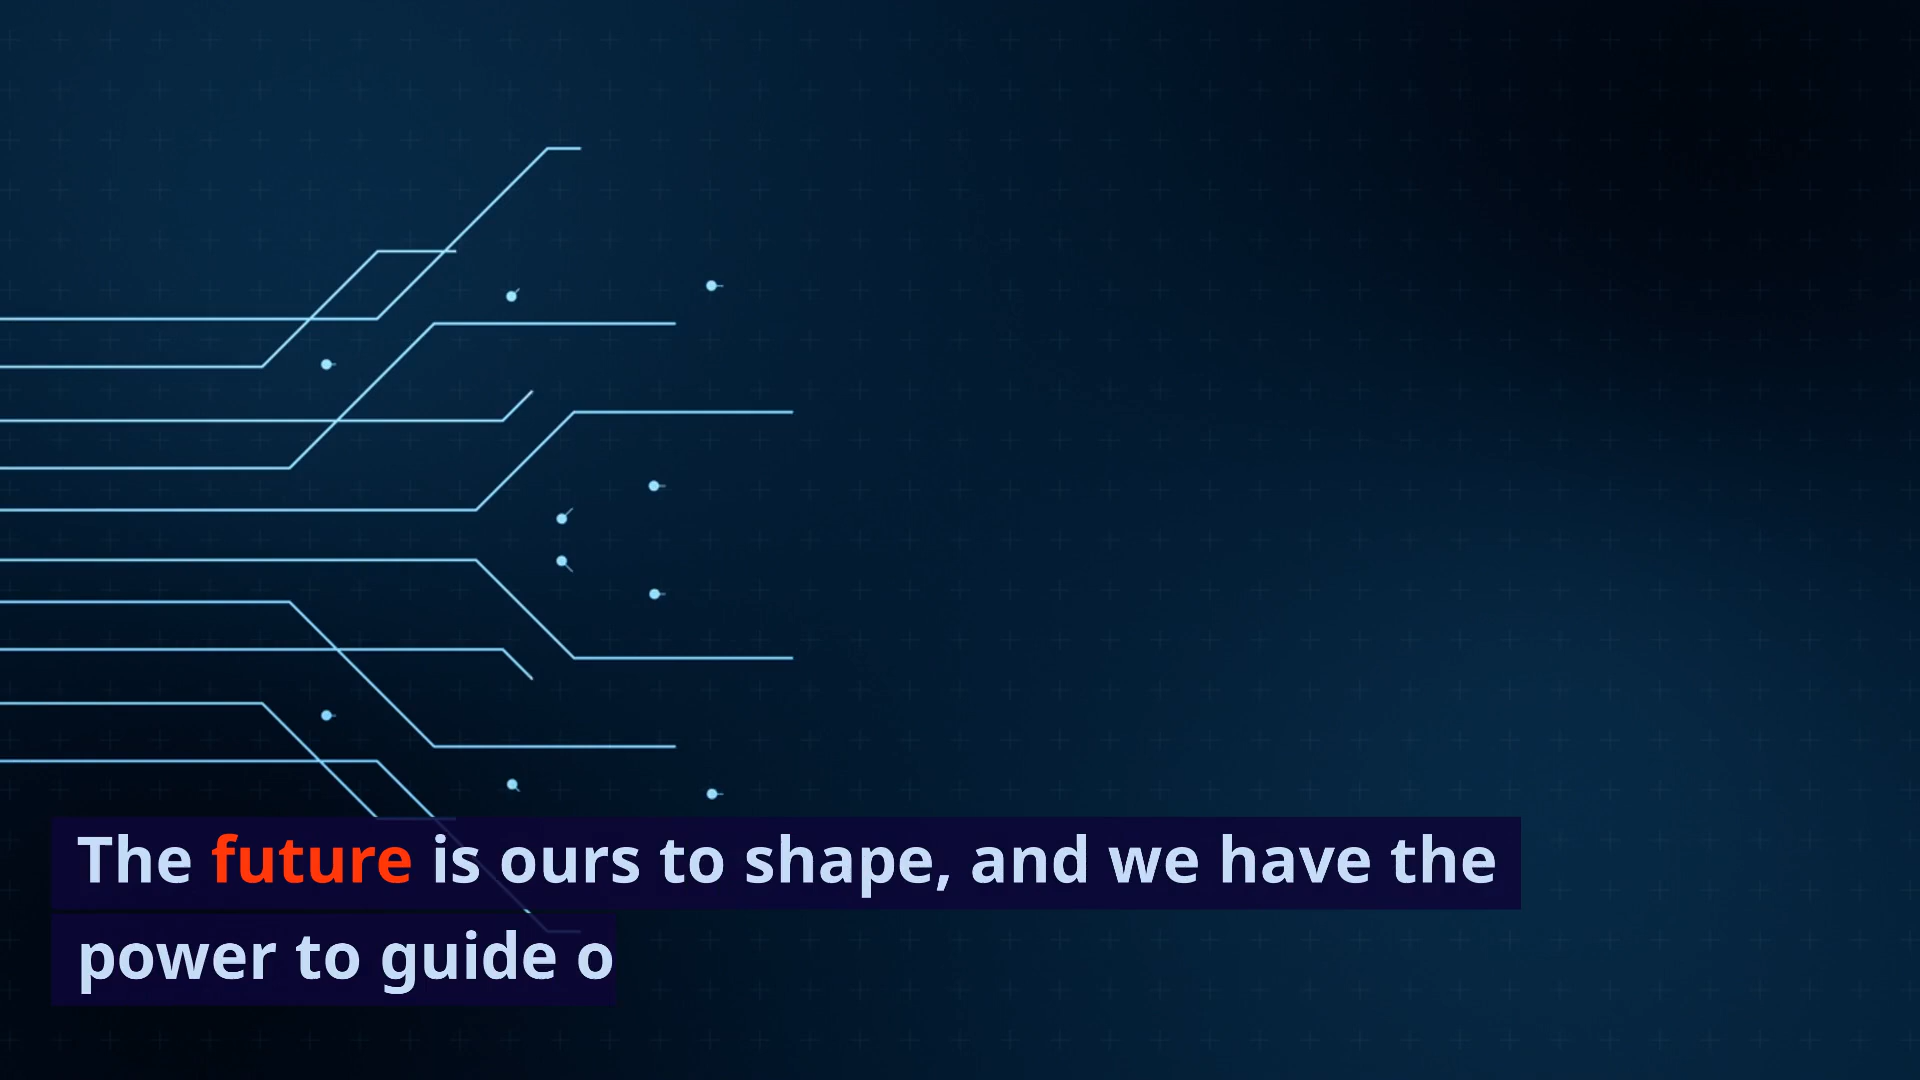 The future is ours to shape, and we have the
power to guide o